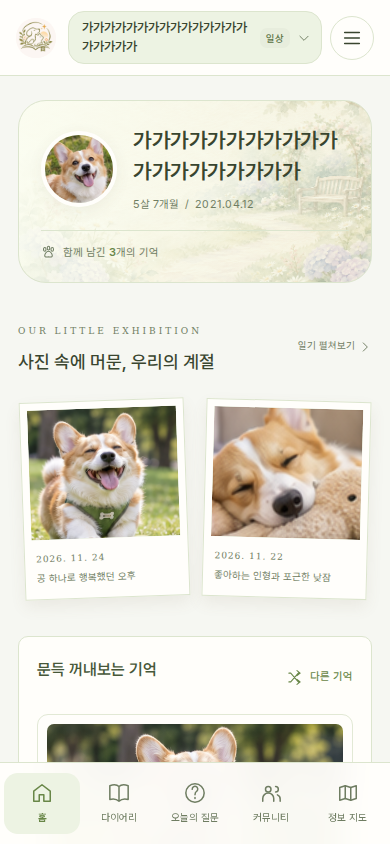 가가가가가가가가가가가가가가
가가가가가가
일상
가가가가가가가가가가가가
가가가가가가가가가가
5살 7개월 / 2021.04.12
함께 남긴 3개의 기억
OUR LITTLE EXHIBITION
사진 속에 머문, 우리의 계절
일기 펼쳐보기
2026. 11. 24
공 하나로 행복했던 오후
2026. 11. 22
좋아하는 인형과 포근한 낮잠
문득 꺼내보는 기억
다른 기억
홈
다이어리
오늘의 질문
커뮤니티
정보 지도